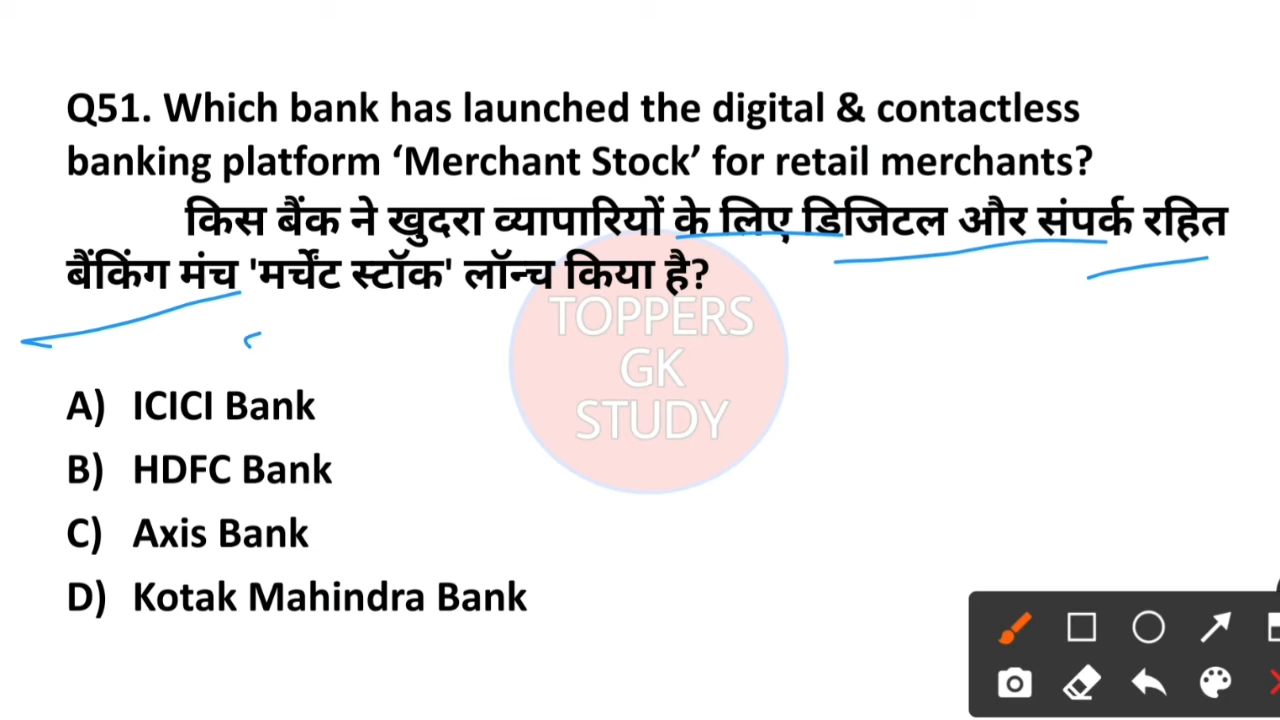 Q51. Which bank has launched the digital & contactless
banking platform ‘Merchant Stock’ for retail merchants?
किस बैंक ने खुदरा व्यापारियों के लिए डिजिटल और संपर्क रहित
बैंकिंग मंच 'मर्चेंट स्टॉक' लॉन्च किया है?
TOPPERS
GK
STUDY
A) ICICI Bank
B) HDFC Bank
C) Axis Bank
D) Kotak Mahindra Bank